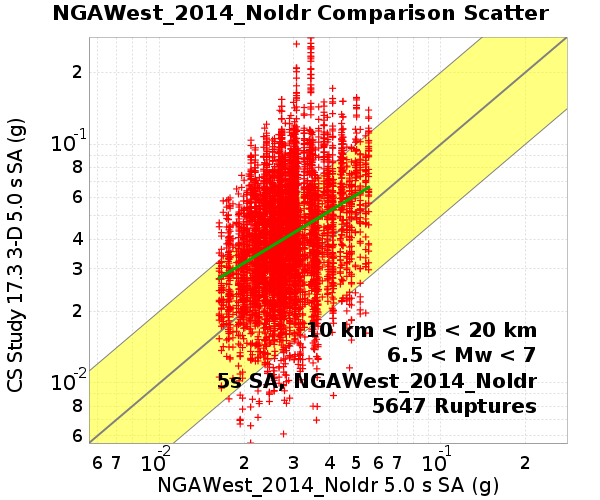 NGAWest_2014_NoIdr Comparison Scatter
CS Study 17.3 3-D 5.0 s SA (g)
2
10-1
8
6
4
3
2
10-2
8
6
10 km < rJB < 20 km
6.5 < Mw < 7
5s SA, NGAWest_2014_NoIdr
5647 Ruptures
6 7 10-2 2 3 4 5 6 7 10-1 2
NGAWest_2014_NoIdr 5.0 s SA (g)